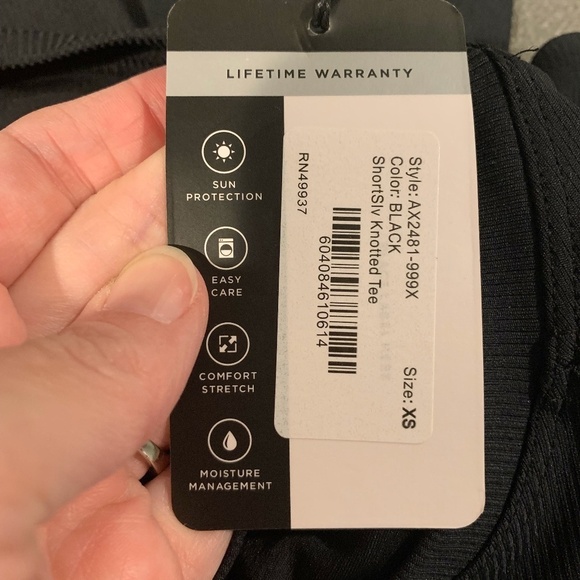 LIFETIME WARRANTY
SUN
PROTECTION
EASY
CARE
COMFORT
STRETCH
MOISTURE
MANAGEMENT
Style: AX2481-999X
Color: BLACK
ShortSlv Knotted Tee
Size: XS
604084610614
RN49937